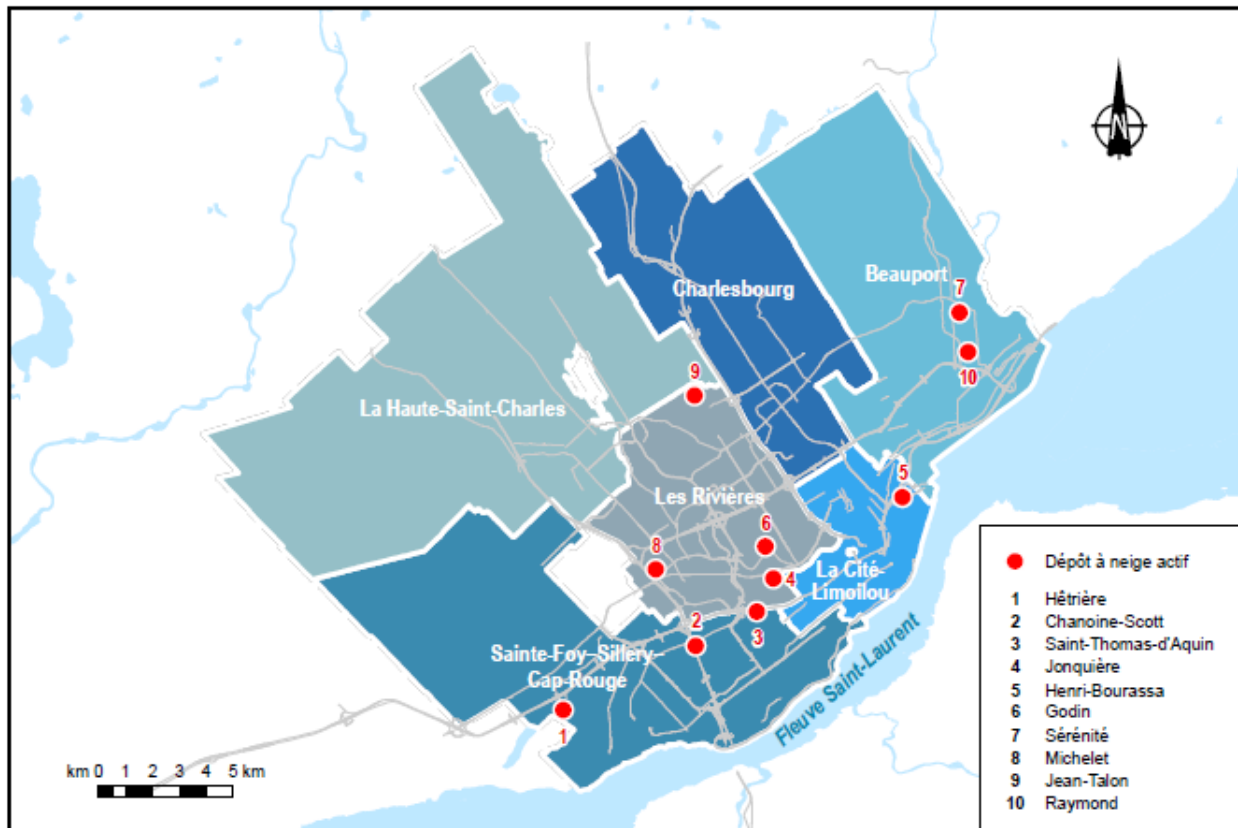 N
Beauport
7
Charlesbourg
10
9
La Haute-Saint-Charles
5
Les Rivières
6
8
4
La Cité-
Limoilou
2
3
Sainte-Foy–Sillery–
Cap-Rouge
1
Fleuve Saint-Laurent
km 0 1 2 3 4 5 km
Dépôt à neige actif
1 Hêtrière
2 Chanoine-Scott
3 Saint-Thomas-d'Aquin
4 Jonquière
5 Henri-Bourassa
6 Godin
7 Sérénité
8 Michelet
9 Jean-Talon
10 Raymond